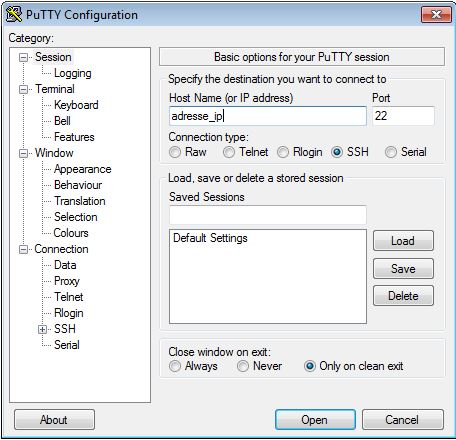 PuTTY Configuration
Category:
Session
Logging
Terminal
Keyboard
Bell
Features
Window
Appearance
Behaviour
Translation
Selection
Colours
Connection
Data
Proxy
Telnet
Rlogin
SSH
Serial
Basic options for your PuTTY session
Specify the destination you want to connect to
Host Name (or IP address) Port
adresse_ip 22
Connection type:
Raw Telnet Rlogin SSH Serial
Load, save or delete a stored session
Saved Sessions
Default Settings
Load
Save
Delete
Close window on exit:
Always Never Only on clean exit
About Open Cancel